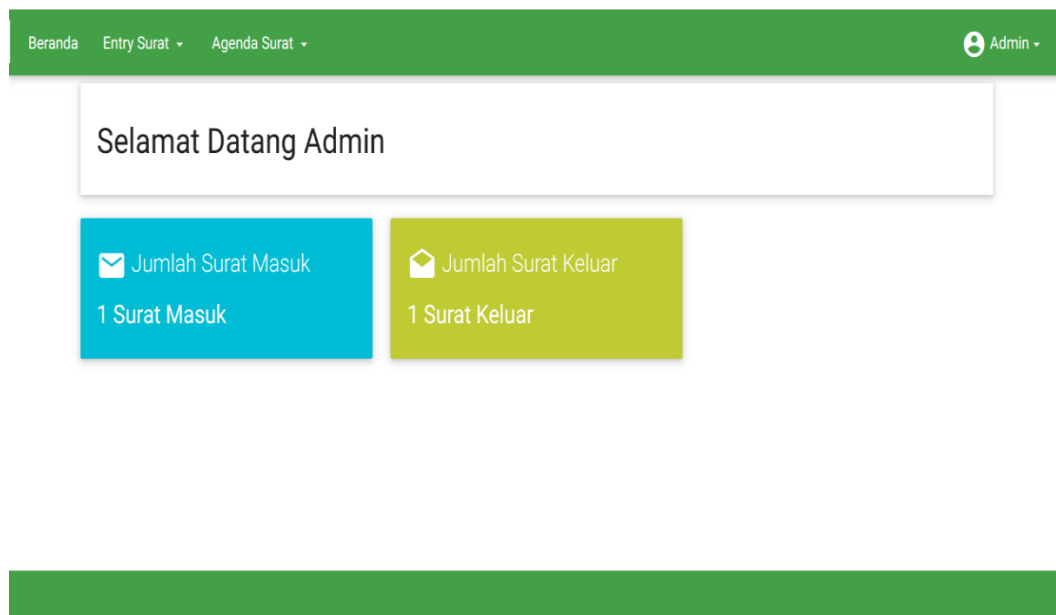 Beranda Entry Surat Agenda Surat Admin
Selamat Datang Admin
Jumlah Surat Masuk
1 Surat Masuk
Jumlah Surat Keluar
1 Surat Keluar